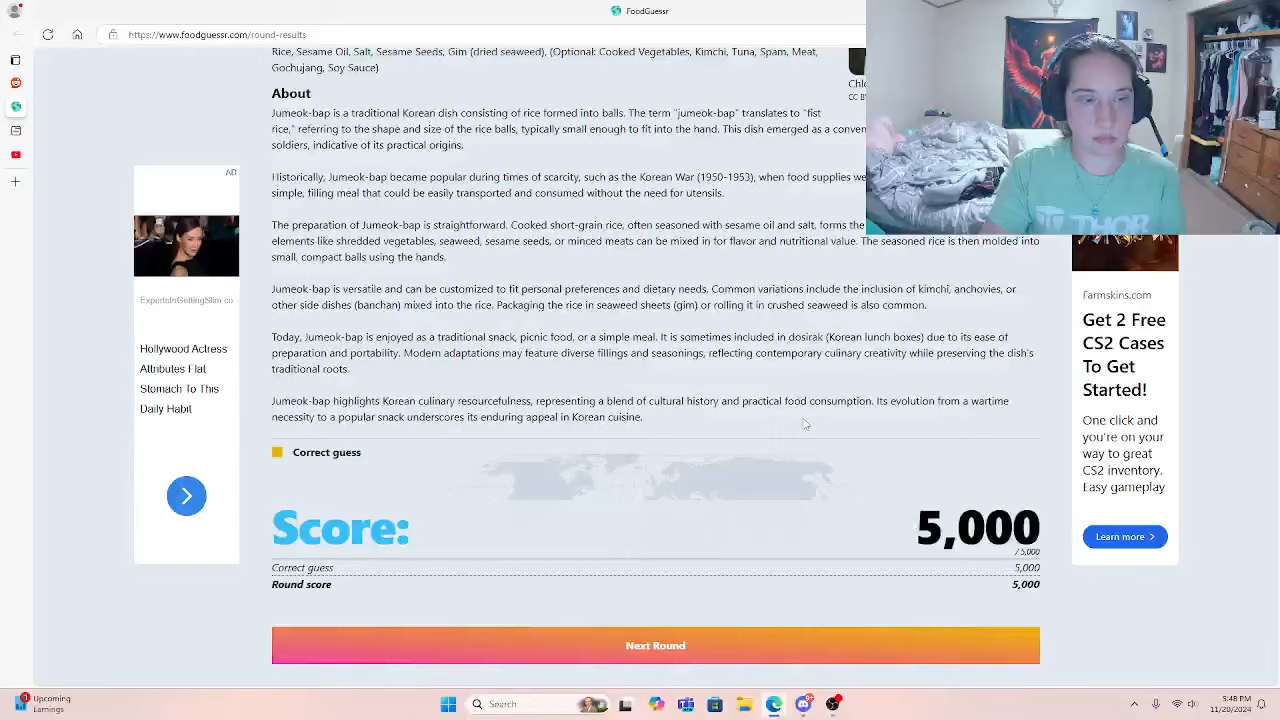 FoodGuessr
https://www.foodguessr.com/round-results
Rice, Sesame Oil, Salt, Sesame Seeds, Gim (dried seaweed), (Optional: Cooked Vegetables, Kimchi, Tuna, Spam, Meat,
Gochujang, Soy Sauce)
About
Jumeok-bap is a traditional Korean dish consisting of rice formed into balls. The term "jumeok-bap" translates to "fist
rice," referring to the shape and size of the rice balls, typically small enough to fit into the hand. This dish emerged as a
soldiers, indicative of its practical origins.
Historically, Jumeok-bap became popular during times of scarcity, such as the Korean War (1950-1953), when food supplies
simple, filling meal that could be easily transported and consumed without the need for utensils.
The preparation of Jumeok-bap is straightforward. Cooked short-grain rice, often seasoned with sesame oil and salt, forms the
elements like shredded vegetables, seaweed, sesame seeds, or minced meats can be mixed in for flavor and nutritional value. The seasoned rice is then molded into
small, compact balls using the hands.
Jumeok-bap is versatile and can be customized to fit personal preferences and dietary needs. Common variations include the inclusion of kimchi, anchovies, or
other side dishes (banchan) mixed into the rice. Packaging the rice in seaweed sheets (gim) or rolling it in crushed seaweed is also common.
Today, Jumeok-bap is enjoyed as a traditional snack, picnic food, or a simple meal. It is sometimes included in dosirak (Korean lunch boxes) due to its ease of
preparation and portability. Modern adaptations may feature diverse fillings and seasonings, reflecting contemporary culinary creativity while preserving the dish's
traditional roots.
Jumeok-bap highlights Korean culinary resourcefulness, representing a blend of cultural history and practical food consumption. Its evolution from a wartime
necessity to a popular snack underscores its enduring appeal in Korean cuisine.
Correct guess
Score:
5,000
/ 5,000
Correct guess
5,000
Round score
5,000
Next Round
AD
ExpertsInGettingSlim co
Hollywood Actress
Attributes Flat
Stomach To This
Daily Habit
THOR
Farmskins.com
Get 2 Free
CS2 Cases
To Get
Started!
One click and
you're on your
way to great
CS2 inventory.
Easy gameplay
Learn more
Upcoming
Earnings
Search
5:48 PM
11/20/2024